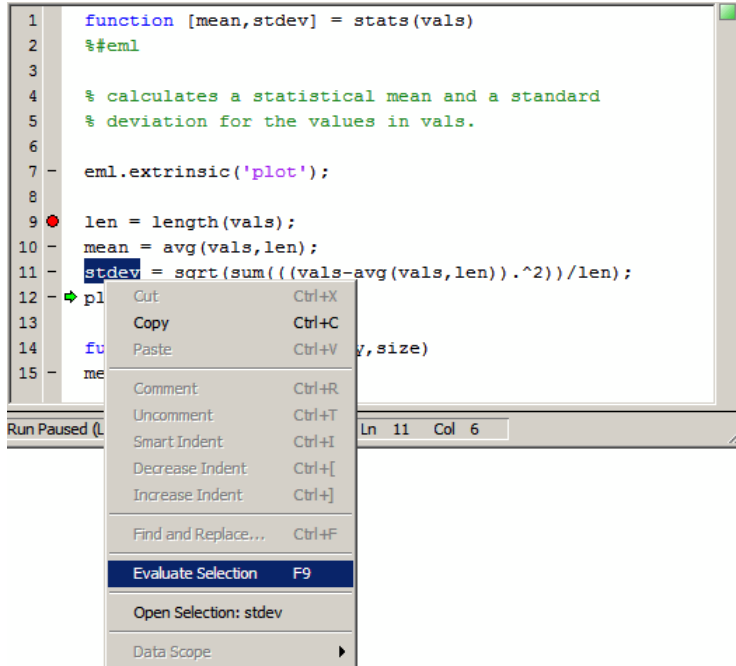 1 function [mean,stdev] = stats(vals)
2 %#eml
3
4 % calculates a statistical mean and a standard
5 % deviation for the values in vals.
6
7 - eml.extrinsic('plot');
8
9 len = length(vals);
10 - mean = avg(vals,len);
11 - stdev = sqrt(sum(((vals-avg(vals,len)).^2))/len);
12 - pl
Cut Ctrl+X
13
Copy Ctrl+C
14 fu y,size)
Paste Ctrl+V
15 - me
Comment Ctrl+R
Uncomment Ctrl+T
Run Paused (L Ln 11 Col 6
Smart Indent Ctrl+I
Decrease Indent Ctrl+[
Increase Indent Ctrl+]
Find and Replace... Ctrl+F
Evaluate Selection F9
Open Selection: stdev
Data Scope